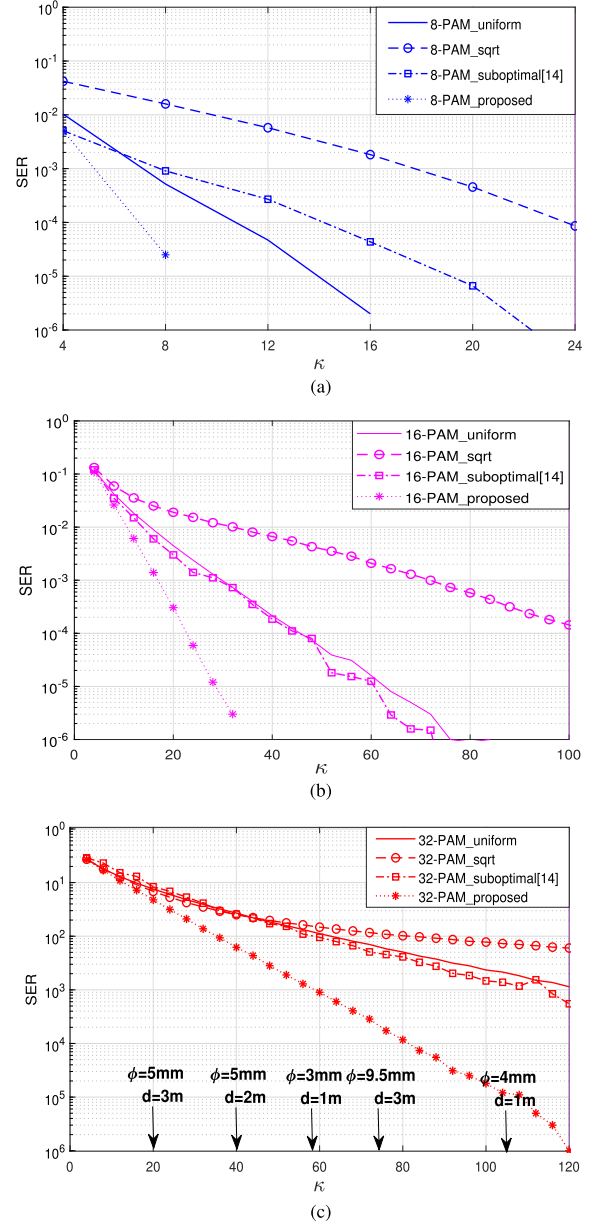 10^0
10^-1
10^-2
10^-3
10^-4
10^-5
10^-6
SER
8-PAM_uniform
8-PAM_sqrt
8-PAM_suboptimal[14]
8-PAM_proposed
4 8 12 16 20 24
κ
(a)
10^0
10^-1
10^-2
10^-3
10^-4
10^-5
10^-6
SER
16-PAM_uniform
16-PAM_sqrt
16-PAM_suboptimal[14]
16-PAM_proposed
0 20 40 60 80 100
κ
(b)
10^0
10^1
10^2
10^3
10^4
10^5
10^6
SER
32-PAM_uniform
32-PAM_sqrt
32-PAM_suboptimal[14]
32-PAM_proposed
ϕ=5mm ϕ=5mm ϕ=3mm ϕ=9.5mm ϕ=4mm
d=3m d=2m d=1m d=3m d=1m
0 20 40 60 80 100 120
κ
(c)